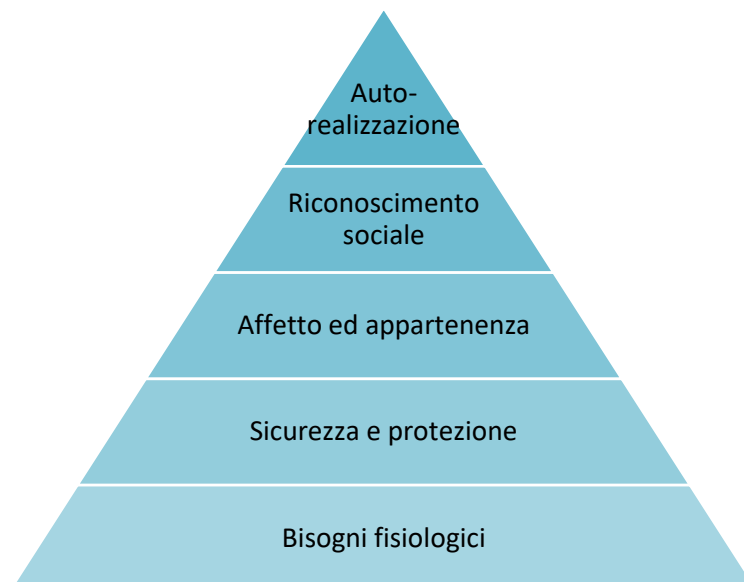 Auto-
realizzazione
Riconoscimento
sociale
Affetto ed appartenenza
Sicurezza e protezione
Bisogni fisiologici